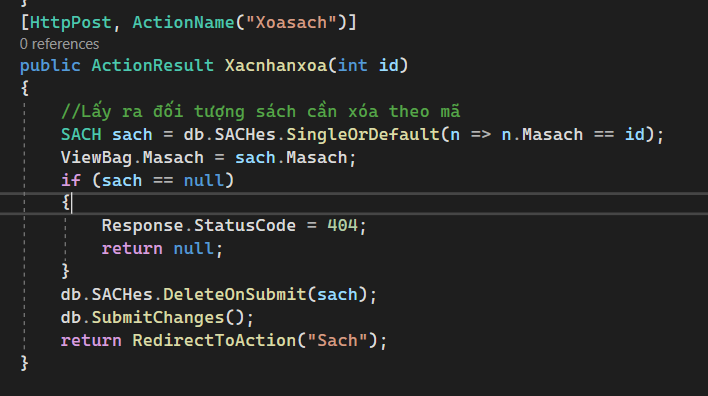 }
[HttpPost, ActionName("Xoasach")]
0 references
public ActionResult Xacnhanxoa(int id)
{
//Lấy ra đối tượng sách cần xóa theo mã
SACH sach = db.SACHes.SingleOrDefault(n => n.Masach == id);
ViewBag.Masach = sach.Masach;
if (sach == null)
{
Response.StatusCode = 404;
return null;
}
db.SACHes.DeleteOnSubmit(sach);
db.SubmitChanges();
return RedirectToAction("Sach");
}